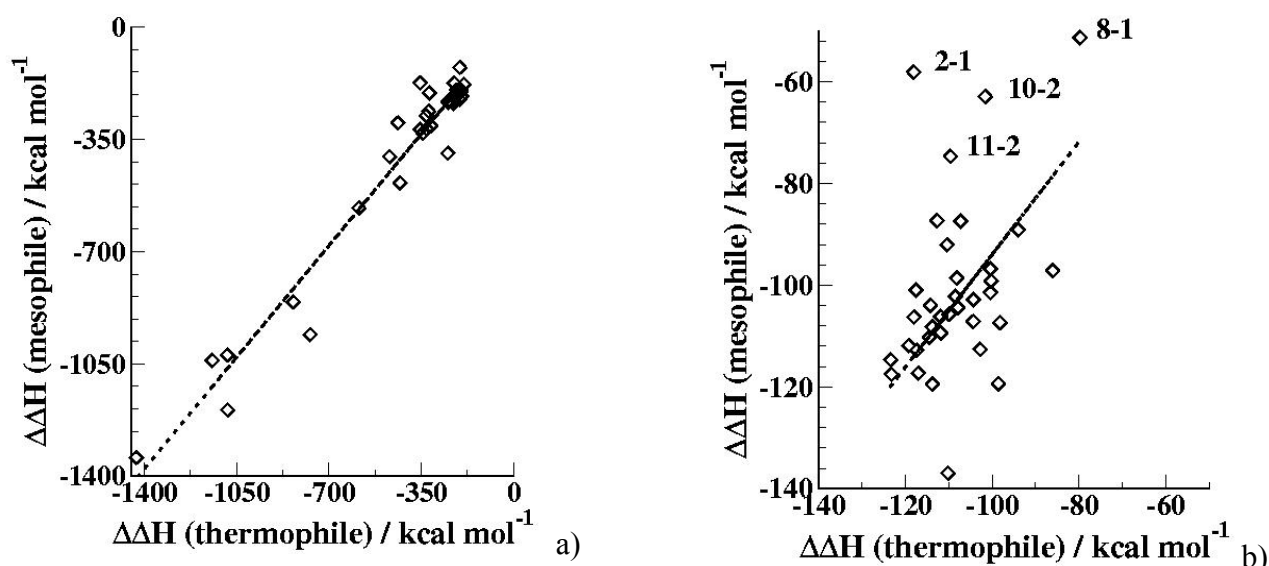 0
-350
-700
-1050
-1400
ΔΔH (mesophile) / kcal mol⁻¹
-1400 -1050 -700 -350 0
ΔΔH (thermophile) / kcal mol⁻¹
a)
8-1
2-1
10-2
11-2
-60
-80
-100
-120
-140
ΔΔH (mesophile) / kcal mol⁻¹
-140 -120 -100 -80 -60
ΔΔH (thermophile) / kcal mol⁻¹
b)